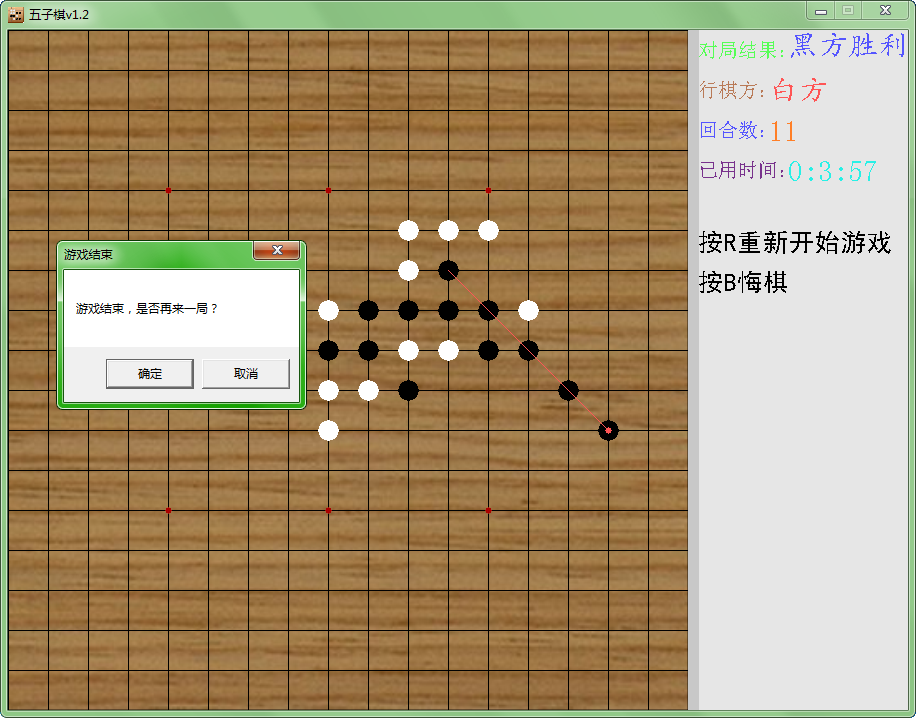 五子棋v1.2
对局结果:黑方胜利
行棋方:白方
回合数:11
已用时间:0:3:57
按R重新开始游戏
按B悔棋
游戏结束
游戏结束，是否再来一局？
确定 取消